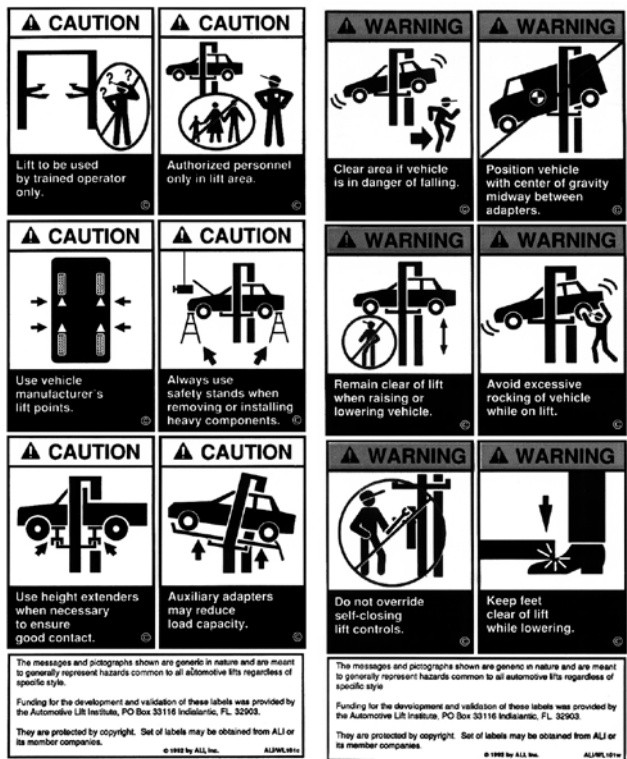 CAUTION
Lift to be used
by trained operator
only.
©
CAUTION
Authorized personnel
only in lift area.
©
CAUTION
Use vehicle
manufacturer's
lift points.
©
CAUTION
Always use
safety stands when
removing or installing
heavy components.
©
CAUTION
Use height extenders
when necessary
to ensure
good contact.
©
CAUTION
Auxiliary adapters
may reduce
load capacity.
©
The messages and pictographs shown are generic in nature and are meant
to generally represent hazards common to all automotive lifts regardless of
specific style.
Funding for the development and validation of these labels was provided by
the Automotive Lift Institute, PO Box 33116 Indialantic, FL. 32903.
They are protected by copyright. Set of labels may be obtained from ALI or
its member companies.
© 1992 by ALI, Inc.
ALI/WL101c
WARNING
Clear area if vehicle
is in danger of falling.
©
WARNING
Position vehicle
with center of gravity
midway between
adapters.
©
WARNING
Remain clear of lift
when raising or
lowering vehicle.
©
WARNING
Avoid excessive
rocking of vehicle
while on lift.
©
WARNING
Do not override
self-closing
lift controls.
©
WARNING
Keep feet
clear of lift
while lowering.
©
The messages and pictographs shown are generic in nature and are meant
to generally represent hazards common to all automotive lifts regardless of
specific style
Funding for the development and validation of these labels was provided by
the Automotive Lift Institute, PO Box 33116 Indialantic, FL. 32903.
They are protected by copyright. Set of labels may be obtained from ALI or
its member companies.
© 1992 by ALI, Inc.
ALI/WL101w